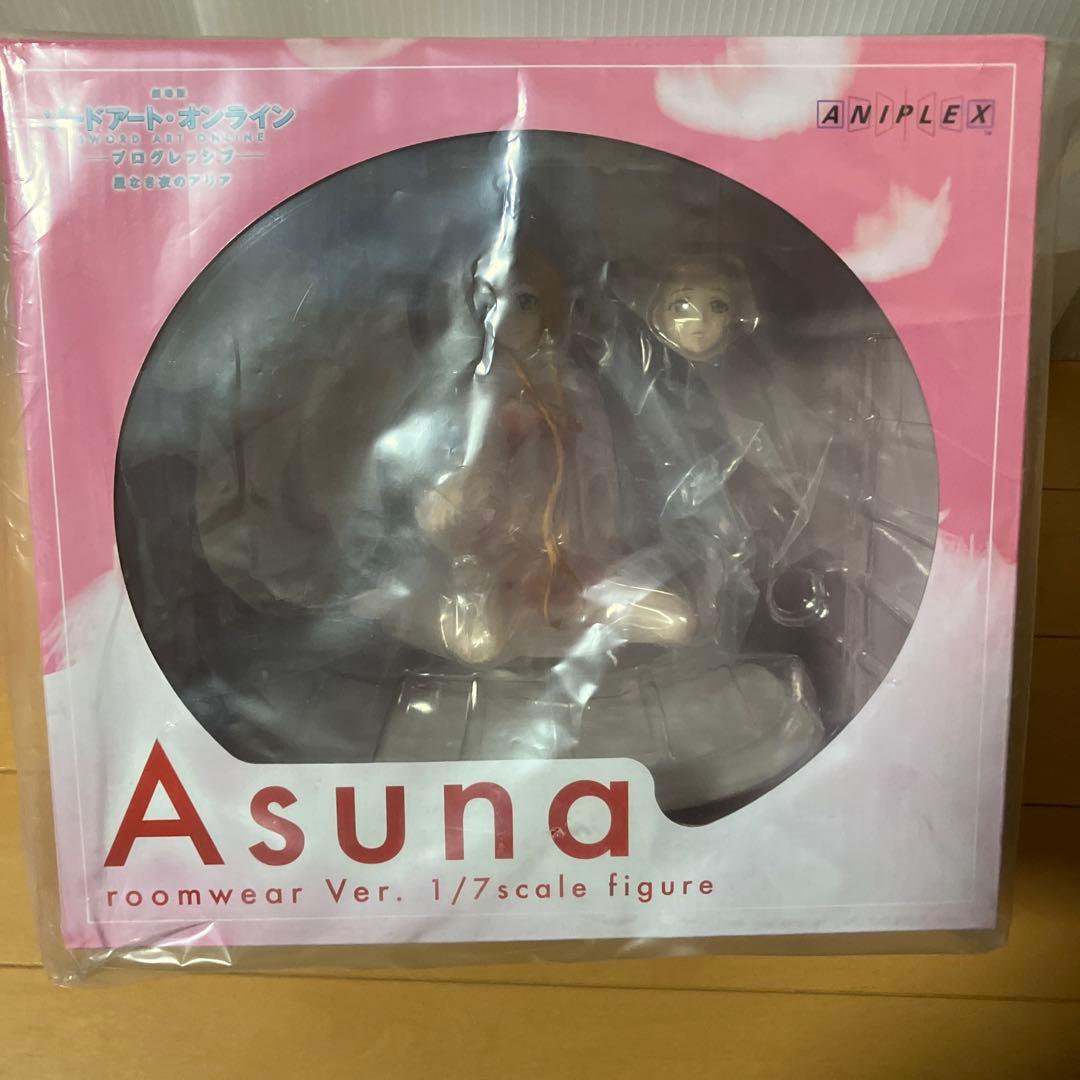 劇場版
ソードアート・オンライン
SWORD ART ONLINE
プログレッシブ
星なき夜のアリア
ANIPLEX
TM
Asuna
roomwear Ver. 1/7scale figure